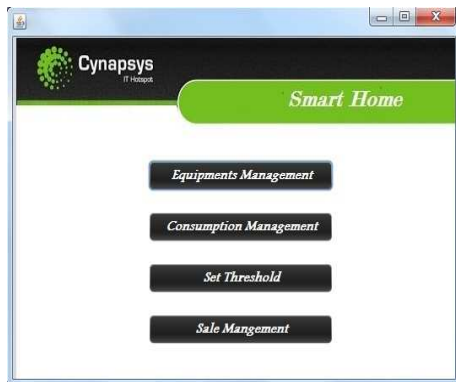 Cynapsys
IT Hotspot
Smart Home
Equipments Management
Consumption Management
Set Threshold
Sale Mangement